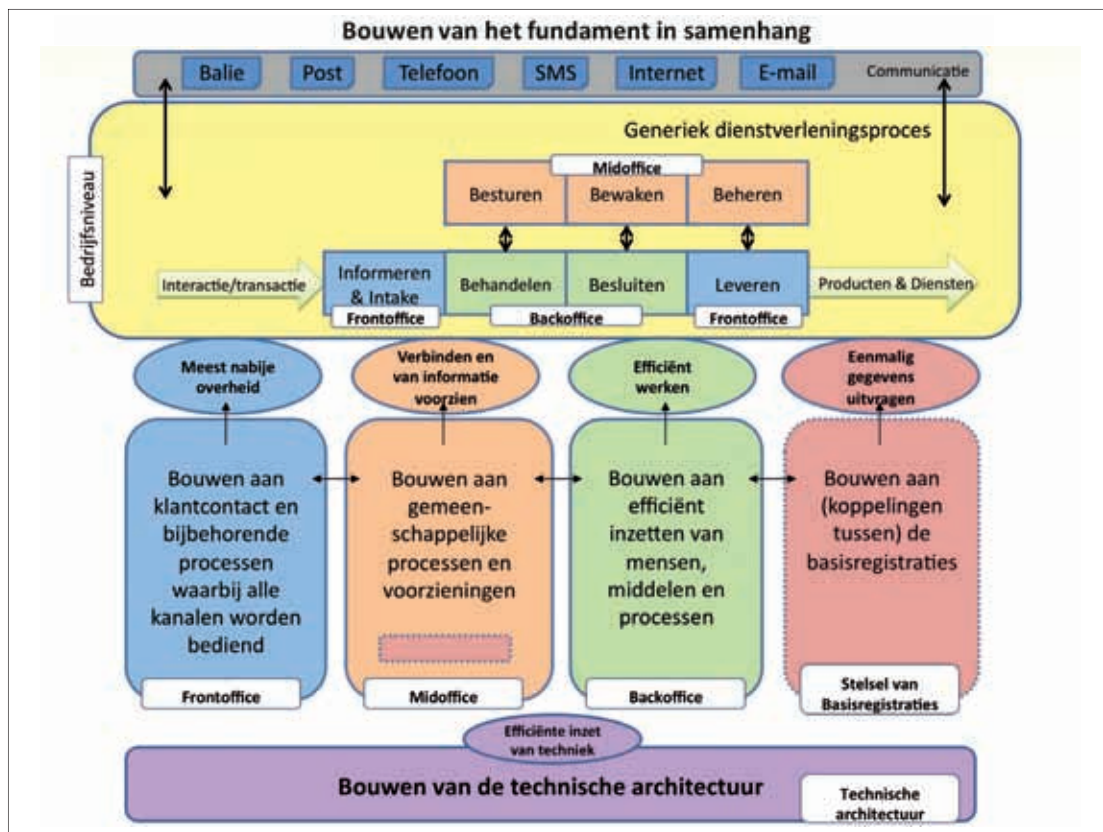 Bouwen van het fundament in samenhang
Balie Post Telefoon SMS Internet E-mail Communicatie
Bedrijfsniveau
Generiek dienstverleningsproces
Midoffice
Besturen Bewaken Beheren
Interactie/transactie
Informeren
& Intake
Behandelen Besluiten Leveren
Producten & Diensten
Frontoffice Backoffice Frontoffice
Meest nabije
overheid
Verbinden en
van informatie
voorzien
Efficiënt
werken
Eenmalig
gegevens
uitvragen
Bouwen aan
klantcontact en
bijbehorende
processen
waarbij alle
kanalen worden
bediend
Frontoffice
Bouwen aan
gemeen-
schappelijke
processen en
voorzieningen
Midoffice
Bouwen aan
efficiënt
inzetten van
mensen,
middelen en
processen
Backoffice
Bouwen aan
(koppelingen
tussen) de
basisregistraties
Stelsel van
Basisregistraties
Efficiënte inzet
van techniek
Bouwen van de technische architectuur
Technische
architectuur